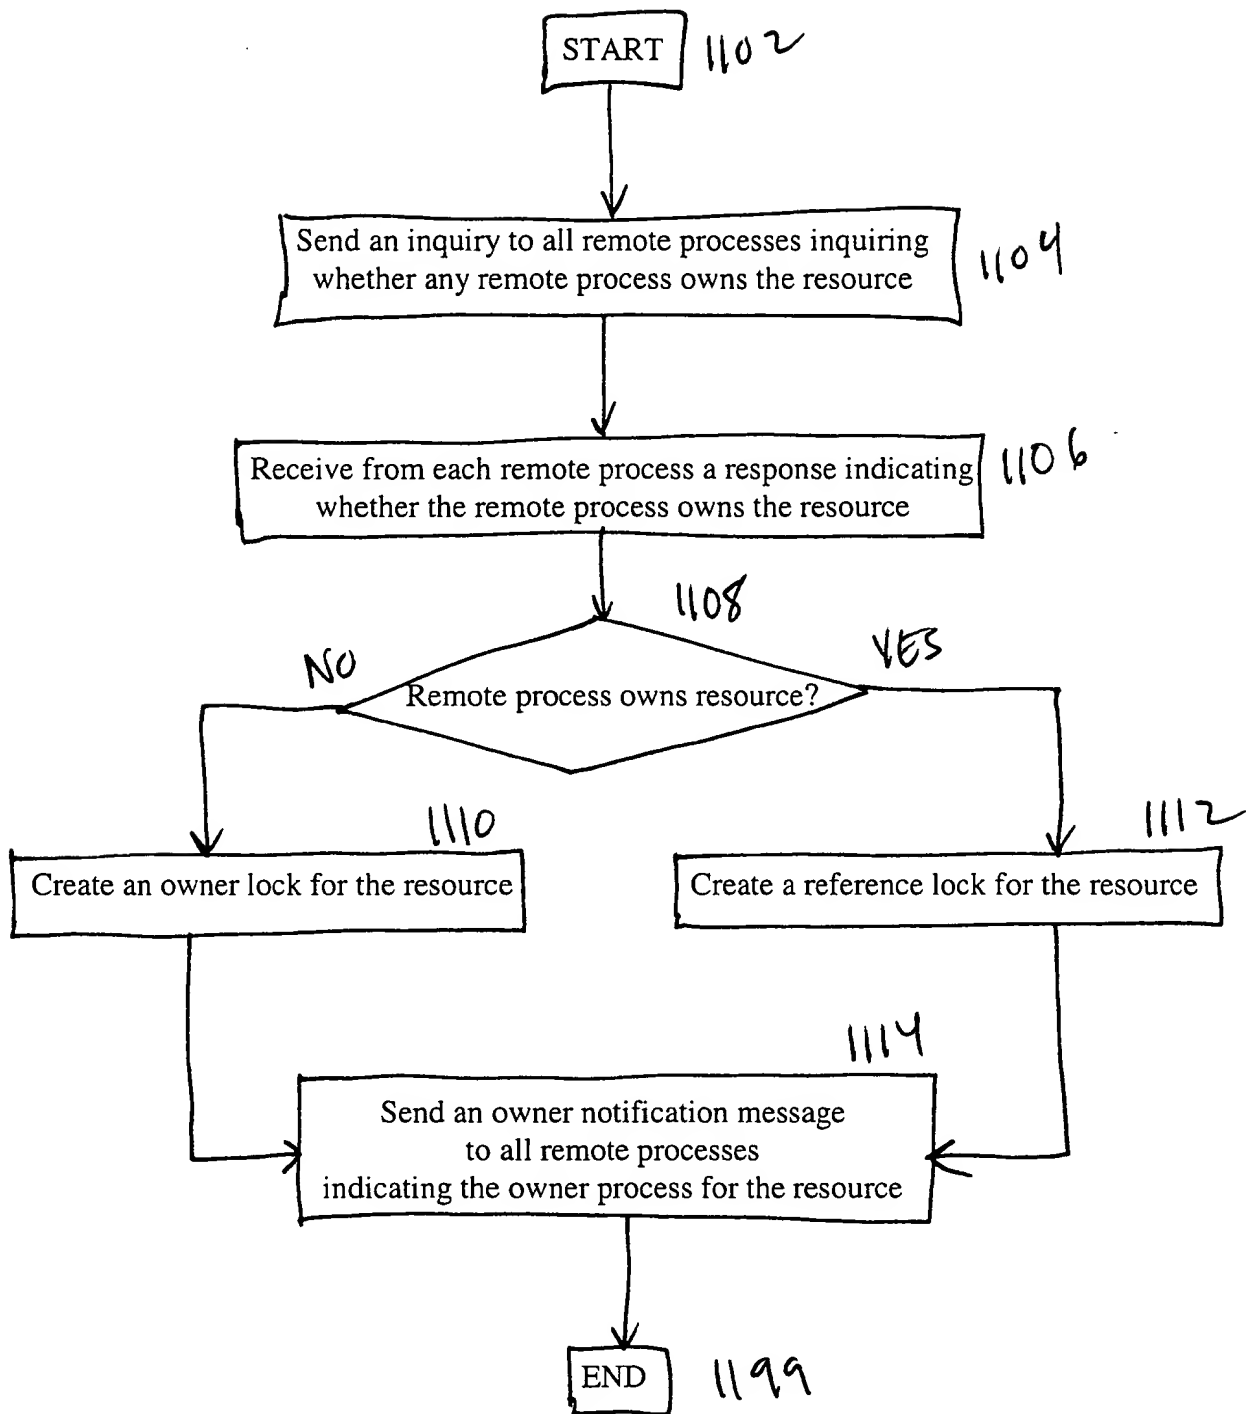 START 1102
Send an inquiry to all remote processes inquiring
whether any remote process owns the resource
1104
Receive from each remote process a response indicating
whether the remote process owns the resource
1106
1108
NO
YES
Remote process owns resource?
1110
1112
Create an owner lock for the resource
Create a reference lock for the resource
1114
Send an owner notification message
to all remote processes
indicating the owner process for the resource
END 1199